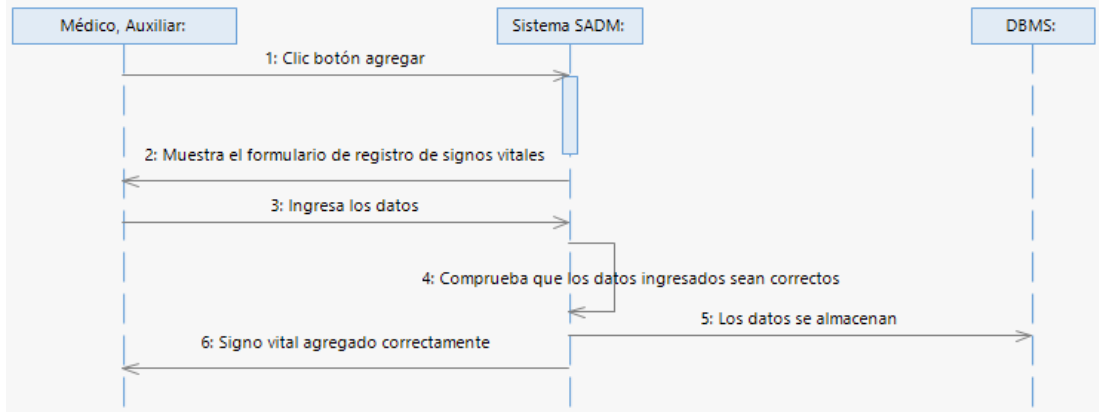 Médico, Auxiliar:
Sistema SADM:
DBMS:
1: Clic botón agregar
2: Muestra el formulario de registro de signos vitales
3: Ingresa los datos
4: Comprueba que los datos ingresados sean correctos
5: Los datos se almacenan
6: Signo vital agregado correctamente